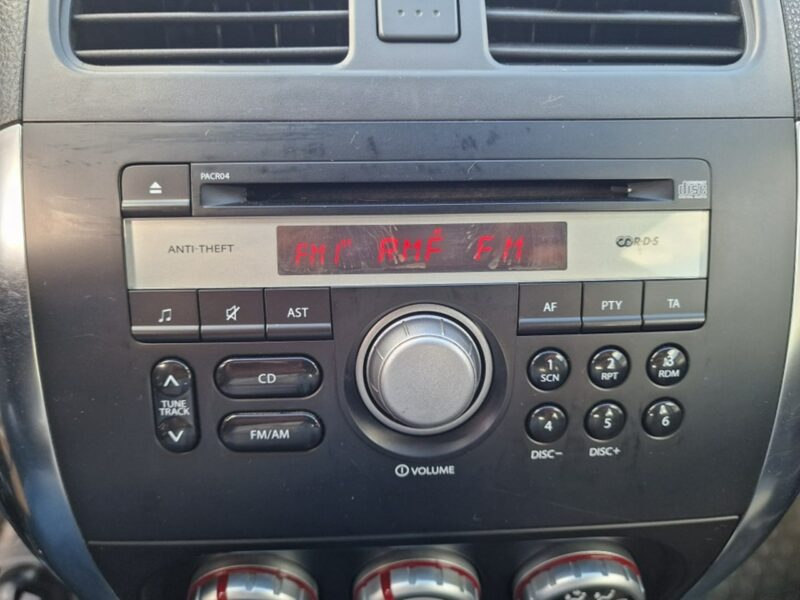 PACR04
disc
ANTI-THEFT
FM1 RMF FM
CD R·D·S
AST
AF
PTY
TA
TUNE
TRACK
CD
FM/AM
1
SCN
2
RPT
3
RDM
4
5
6
DISC−
DISC+
VOLUME